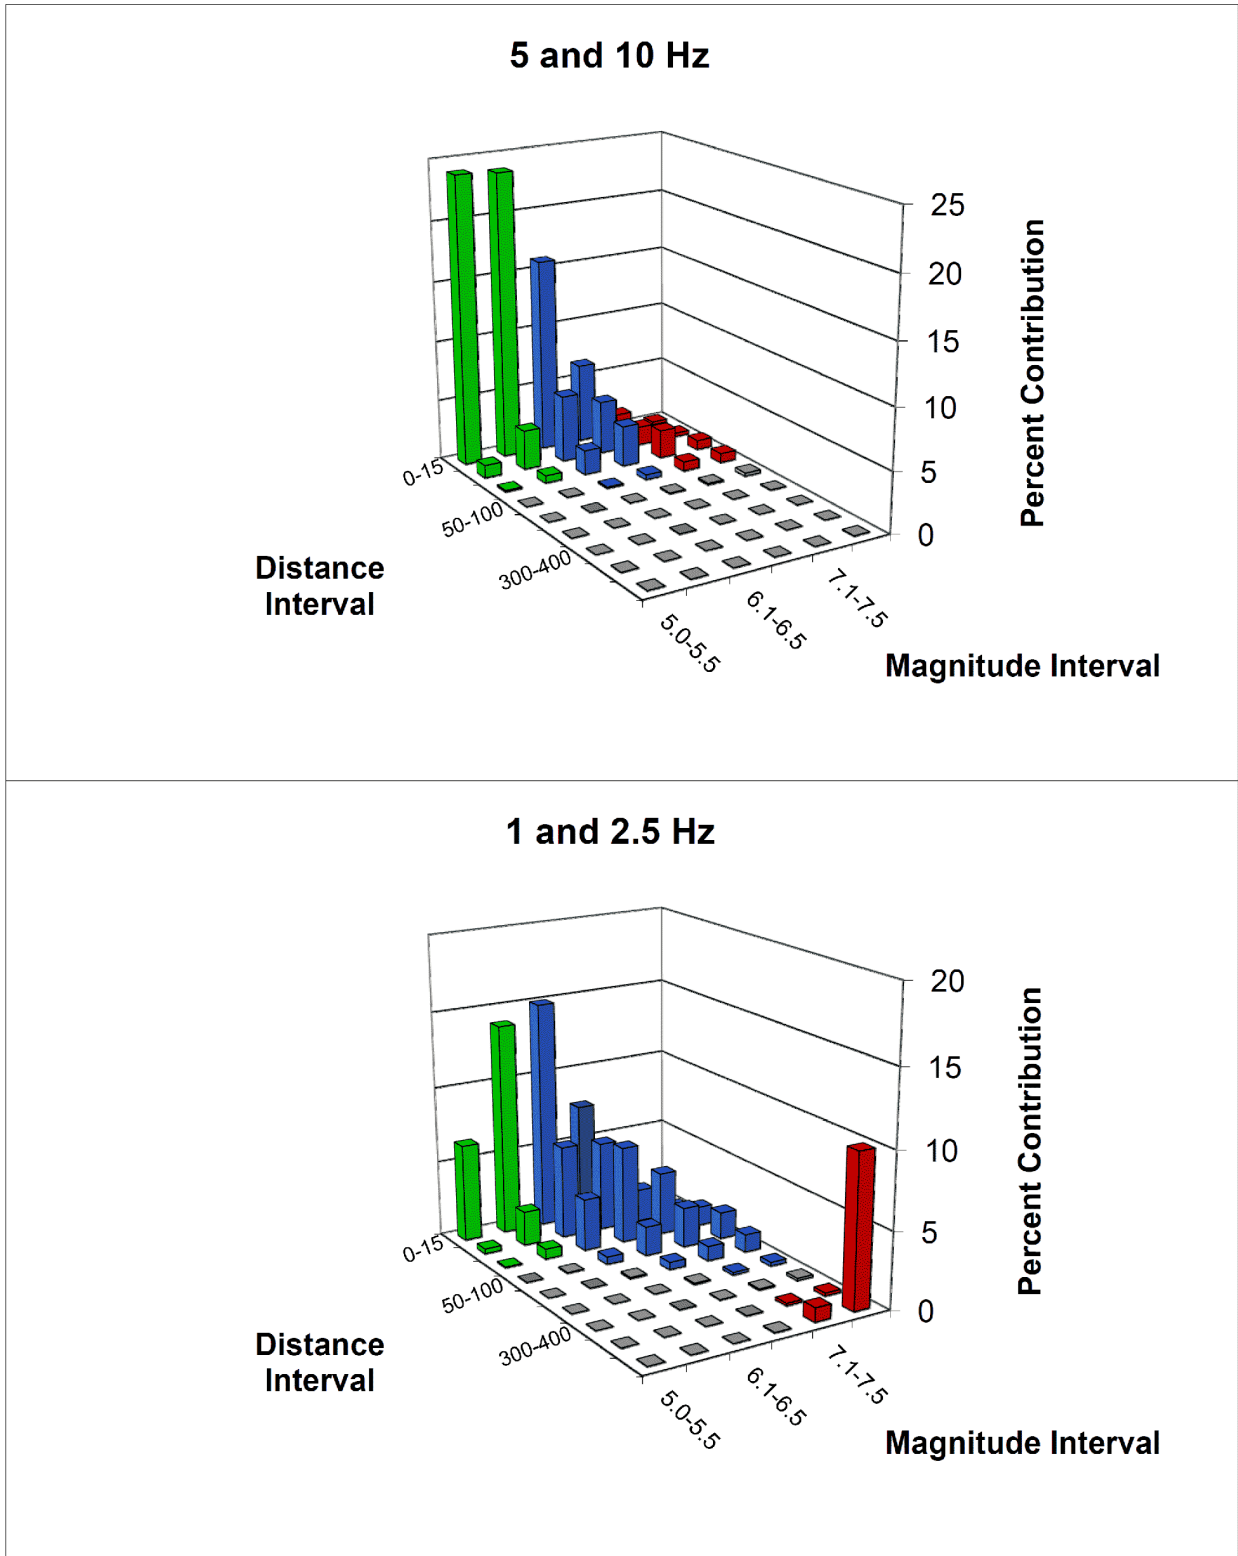 5 and 10 Hz
25
20
15
10
5
0
Percent Contribution
0-15
50-100
300-400
Distance
Interval
5.0-5.5
6.1-6.5
7.1-7.5
Magnitude Interval
1 and 2.5 Hz
20
15
10
5
0
Percent Contribution
0-15
50-100
300-400
Distance
Interval
5.0-5.5
6.1-6.5
7.1-7.5
Magnitude Interval